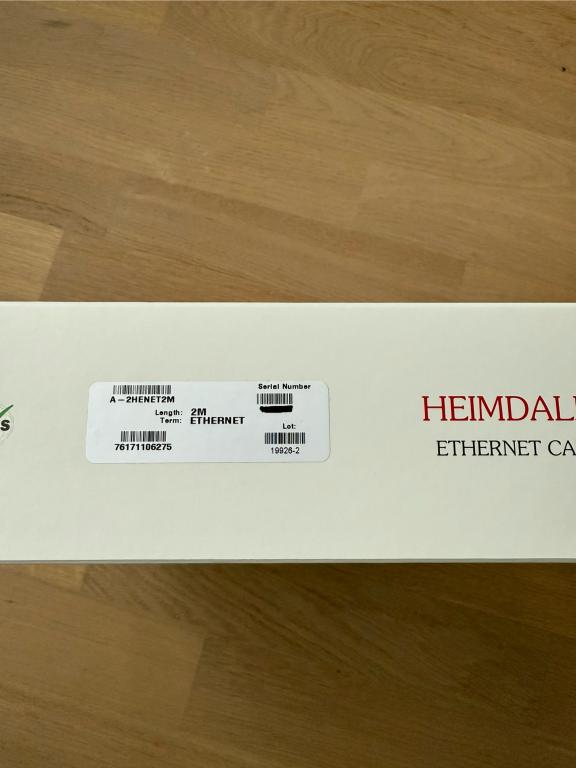 S
A-2HENET2M
Serial Number
Length: 2M
Term: ETHERNET
Lot:
76171106275
19926-2
HEIMDAL
ETHERNET CA